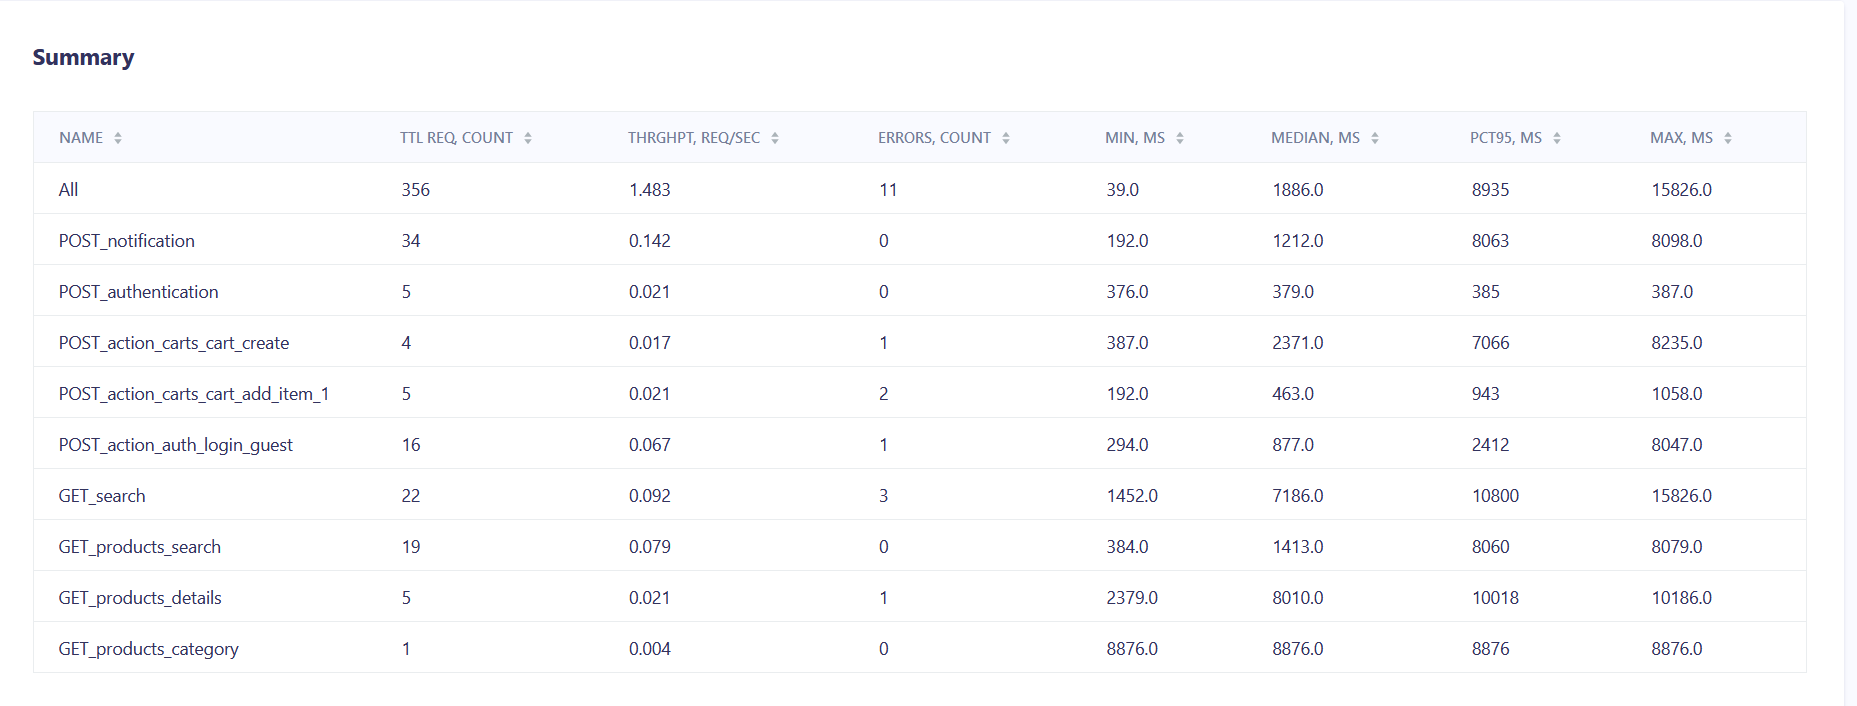 Summary
NAME TTL REQ, COUNT THRGHPT, REQ/SEC ERRORS, COUNT MIN, MS MEDIAN, MS PCT95, MS MAX, MS
All 356 1.483 11 39.0 1886.0 8935 15826.0
POST_notification 34 0.142 0 192.0 1212.0 8063 8098.0
POST_authentication 5 0.021 0 376.0 379.0 385 387.0
POST_action_carts_cart_create 4 0.017 1 387.0 2371.0 7066 8235.0
POST_action_carts_cart_add_item_1 5 0.021 2 192.0 463.0 943 1058.0
POST_action_auth_login_guest 16 0.067 1 294.0 877.0 2412 8047.0
GET_search 22 0.092 3 1452.0 7186.0 10800 15826.0
GET_products_search 19 0.079 0 384.0 1413.0 8060 8079.0
GET_products_details 5 0.021 1 2379.0 8010.0 10018 10186.0
GET_products_category 1 0.004 0 8876.0 8876.0 8876 8876.0